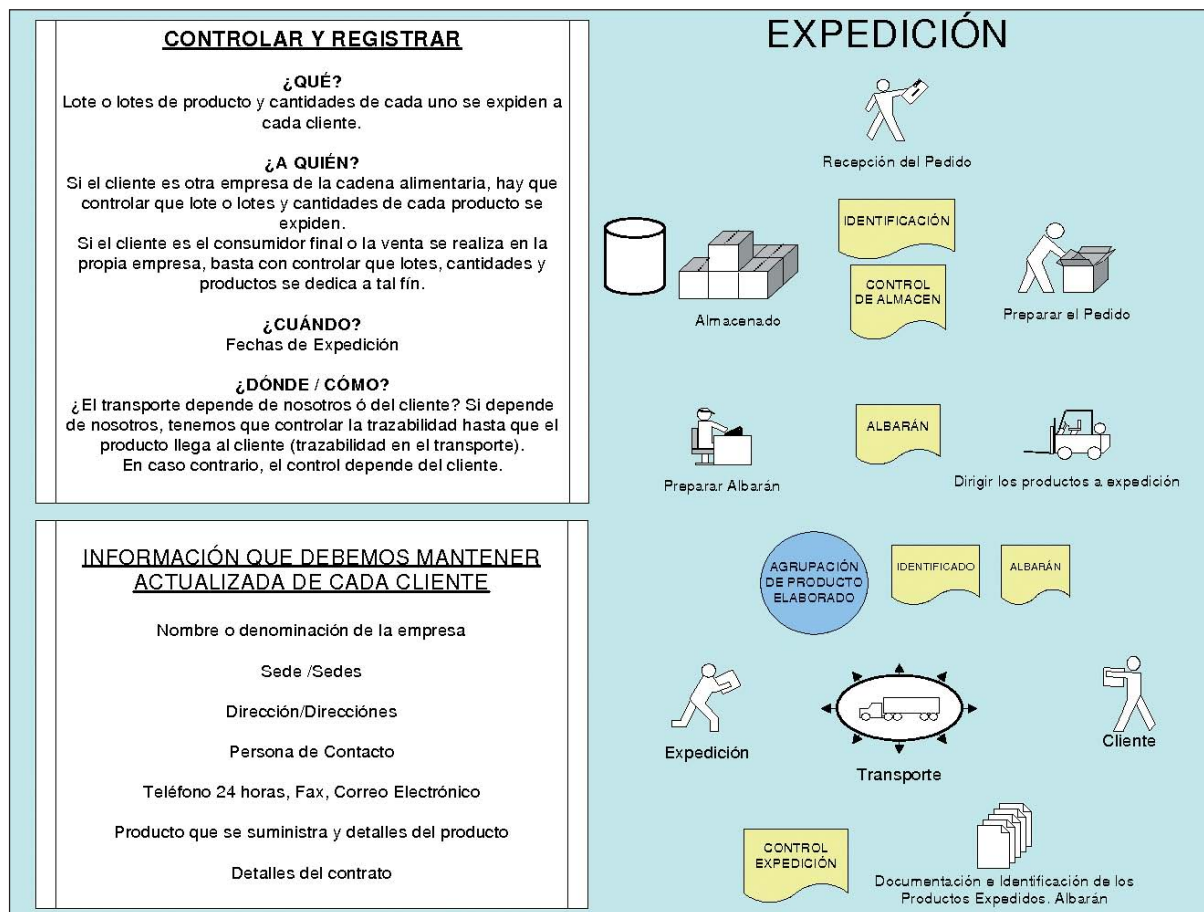 CONTROLAR Y REGISTRAR
¿QUÉ?
Lote o lotes de producto y cantidades de cada uno se expiden a
cada cliente.
¿A QUIÉN?
Si el cliente es otra empresa de la cadena alimentaria, hay que
controlar que lote o lotes y cantidades de cada producto se
expiden.
Si el cliente es el consumidor final o la venta se realiza en la
propia empresa, basta con controlar que lotes, cantidades y
productos se dedica a tal fín.
¿CUÁNDO?
Fechas de Expedición
¿DÓNDE / CÓMO?
¿El transporte depende de nosotros ó del cliente? Si depende
de nosotros, tenemos que controlar la trazabilidad hasta que el
producto llega al cliente (trazabilidad en el transporte).
En caso contrario, el control depende del cliente.
INFORMACIÓN QUE DEBEMOS MANTENER
ACTUALIZADA DE CADA CLIENTE
Nombre o denominación de la empresa
Sede /Sedes
Dirección/Direcciónes
Persona de Contacto
Teléfono 24 horas, Fax, Correo Electrónico
Producto que se suministra y detalles del producto
Detalles del contrato
EXPEDICIÓN
Recepción del Pedido
IDENTIFICACIÓN
CONTROL
DE ALMACEN
Almacenado
Preparar el Pedido
ALBARÁN
Preparar Albarán
Dirigir los productos a expedición
AGRUPACIÓN
DE PRODUCTO
ELABORADO
IDENTIFICADO
ALBARÁN
Expedición
Transporte
Cliente
CONTROL
EXPEDICIÓN
Documentación e Identificación de los
Productos Expedidos. Albarán